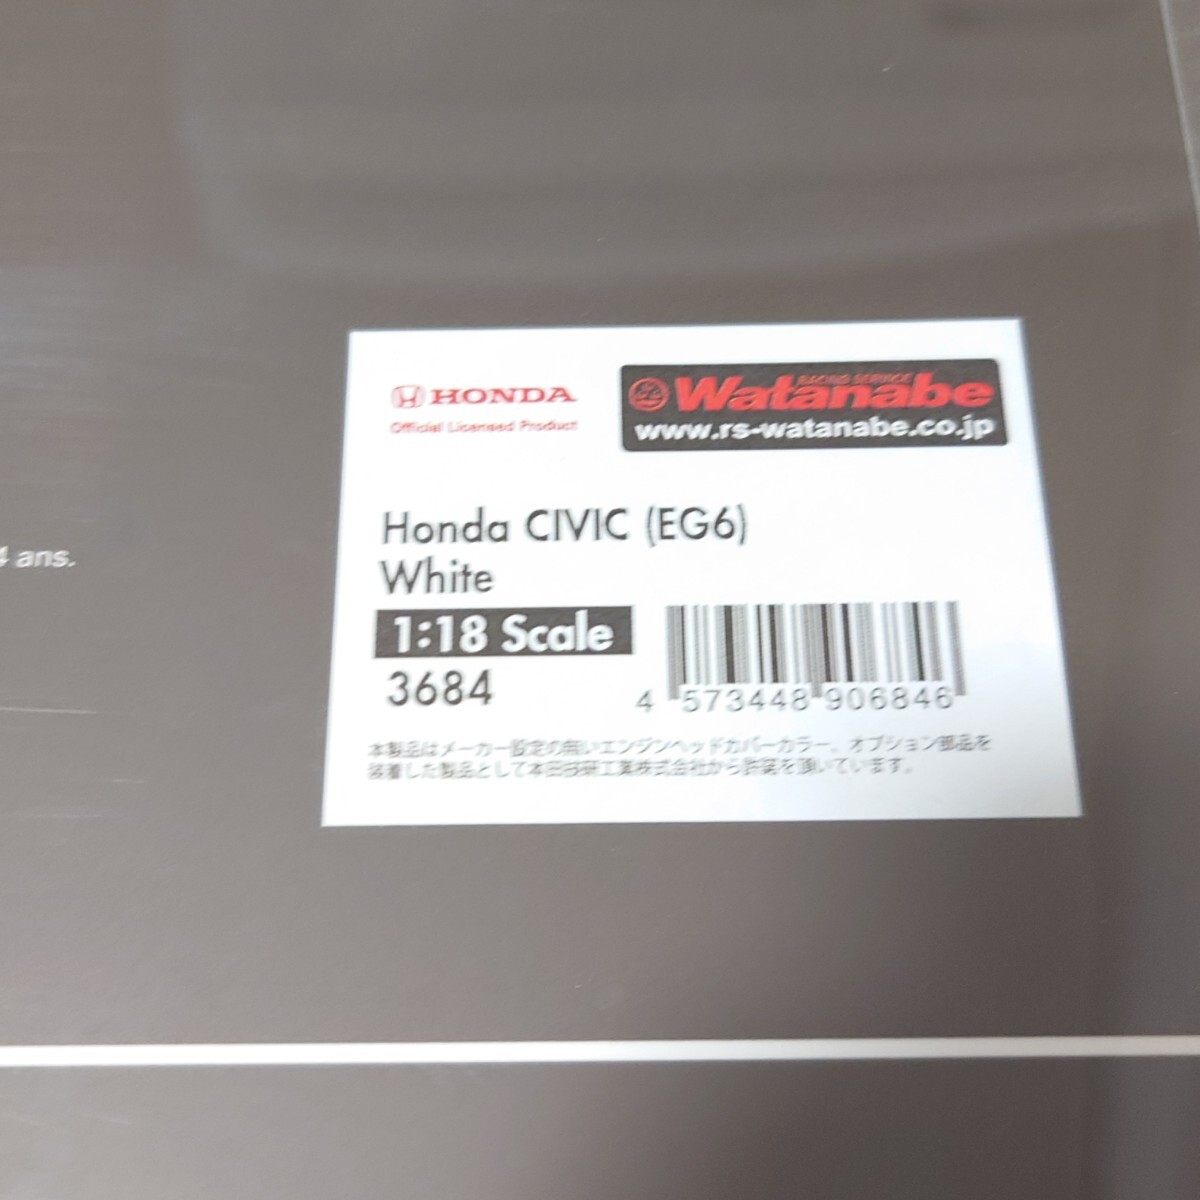 HONDA
Official Licensed Product
RACING SERVICE
Watanabe
www.rs-watanabe.co.jp
4 ans.
Honda CIVIC (EG6)
White
1:18 Scale
3684
4 573448 906846
本製品はメーカー設定の無いエンジンヘッドカバーカラー、オプション部品を
装着した製品として本田技研工業株式会社から許諾を頂いています。